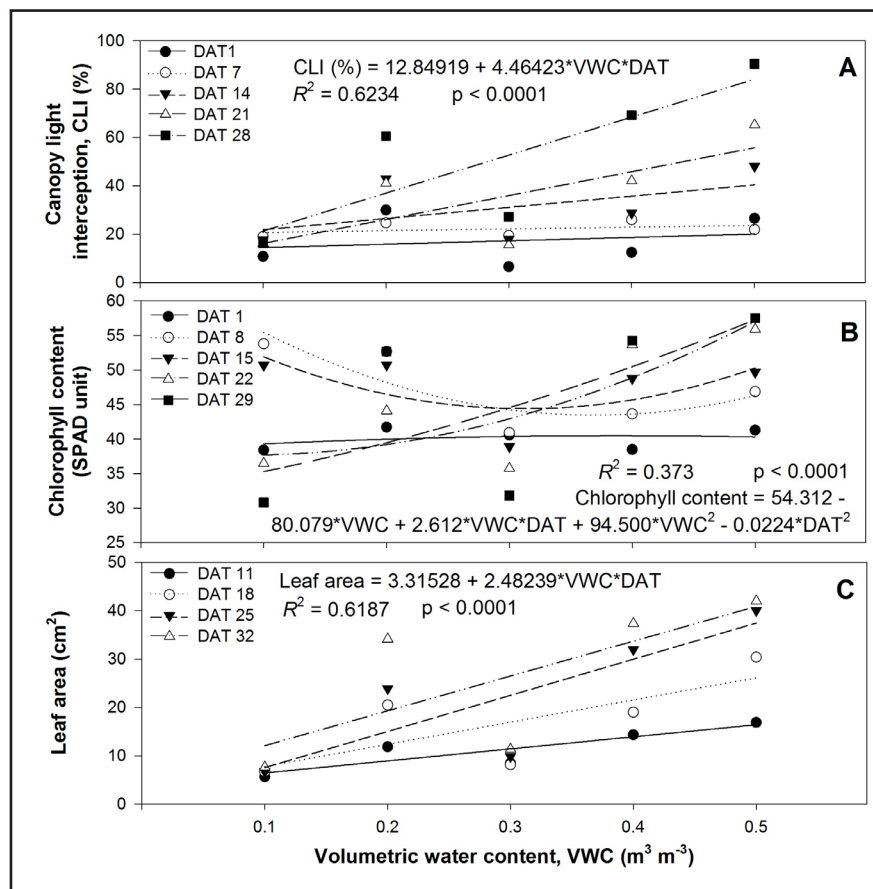 A
CLI (%) = 12.84919 + 4.46423*VWC*DAT
R² = 0.6234 p < 0.0001
DAT1
DAT 7
DAT 14
DAT 21
DAT 28
Canopy light
interception, CLI (%)
100
80
60
40
20
0
B
DAT 1
DAT 8
DAT 15
DAT 22
DAT 29
Chlorophyll content
(SPAD unit)
60
55
50
45
40
35
30
25
R² = 0.373 p < 0.0001
Chlorophyll content = 54.312 -
80.079*VWC + 2.612*VWC*DAT + 94.500*VWC² - 0.0224*DAT²
C
DAT 11
DAT 18
DAT 25
DAT 32
Leaf area = 3.31528 + 2.48239*VWC*DAT
R² = 0.6187 p < 0.0001
Leaf area (cm²)
50
40
30
20
10
0
0.1 0.2 0.3 0.4 0.5
Volumetric water content, VWC (m³ m⁻³)